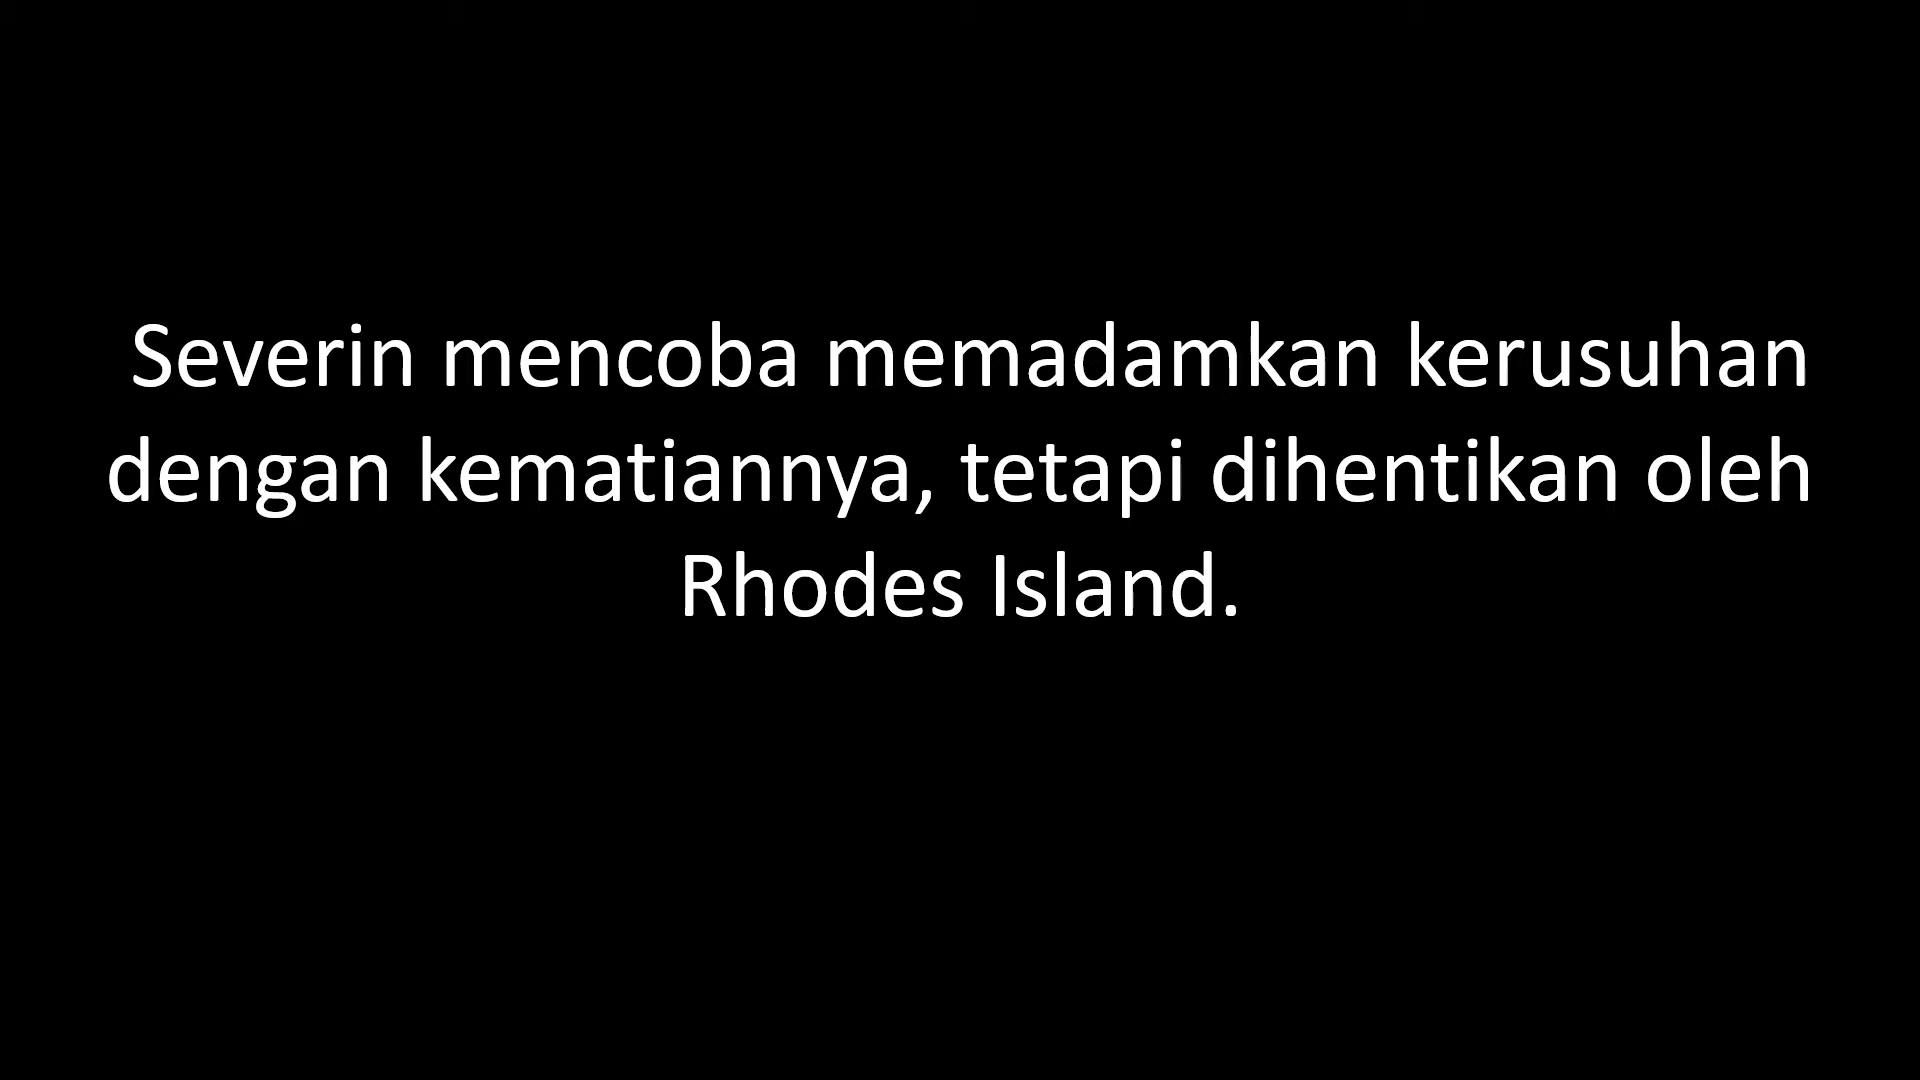 Severin mencoba memadamkan kerusuhan
dengan kematiannya, tetapi dihentikan oleh
Rhodes Island.